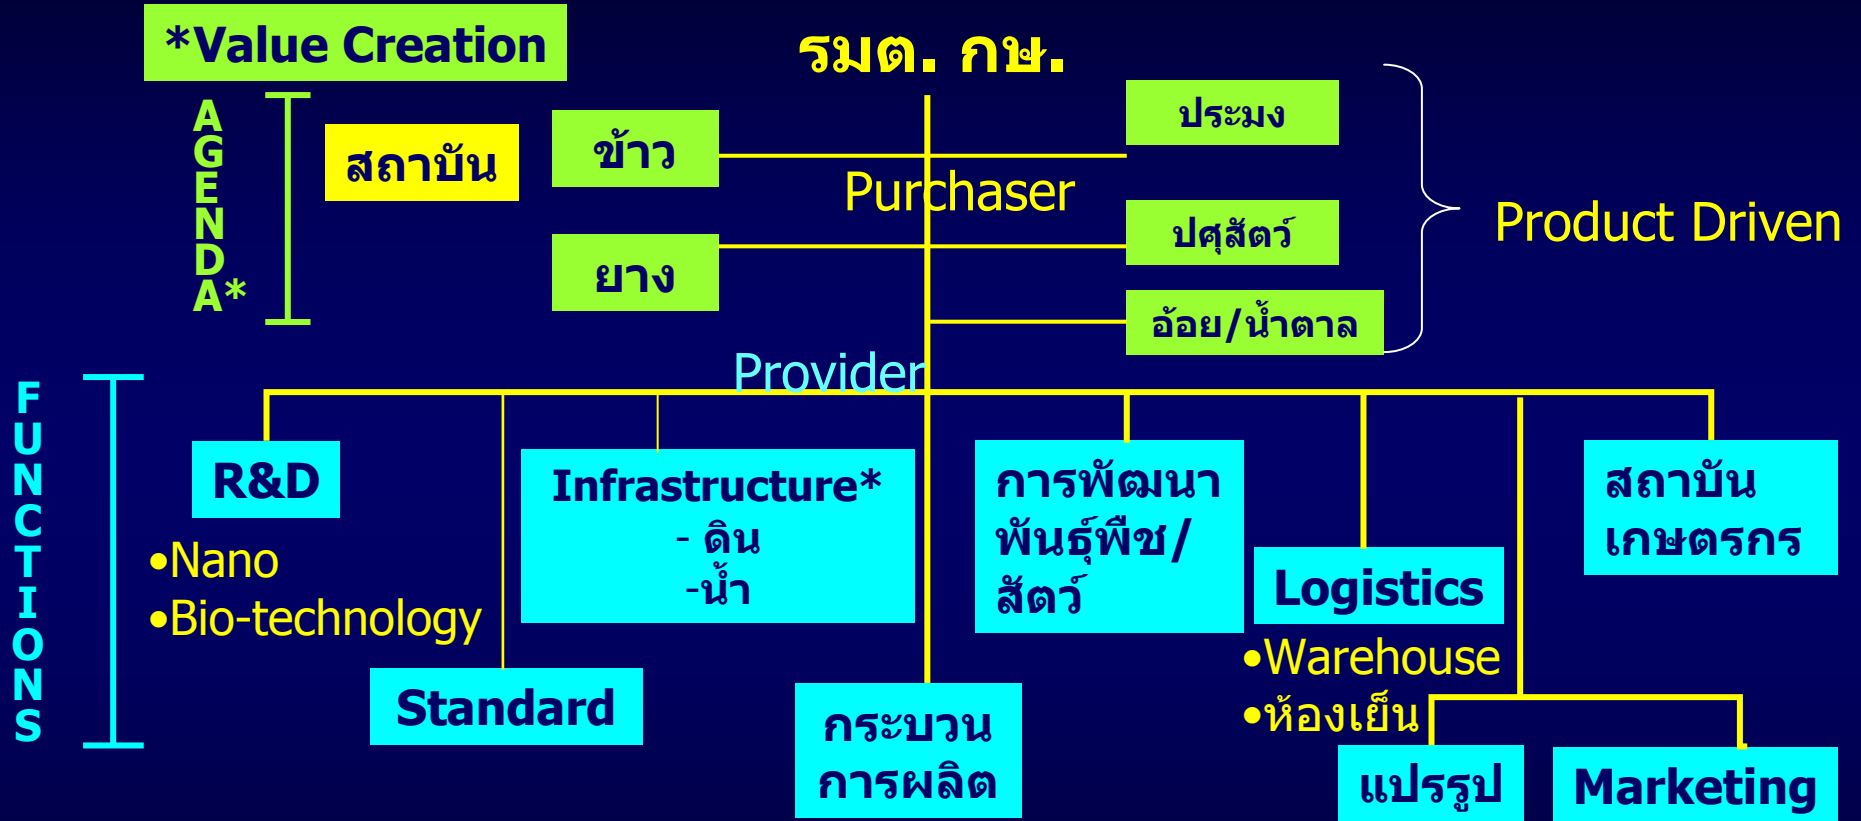 *Value Creation
รมต. กษ.
AGENDA*
สถาบัน
ข้าว
ยาง
Purchaser
ประมง
ปศุสัตว์
อ้อย/น้ำตาล
Product Driven
Provider
FUNCTIONS
R&D
•Nano
•Bio-technology
Standard
Infrastructure*
- ดิน
-น้ำ
กระบวน
การผลิต
การพัฒนา
พันธุ์พืช/
สัตว์
Logistics
•Warehouse
•ห้องเย็น
แปรรูป
Marketing
สถาบัน
เกษตรกร